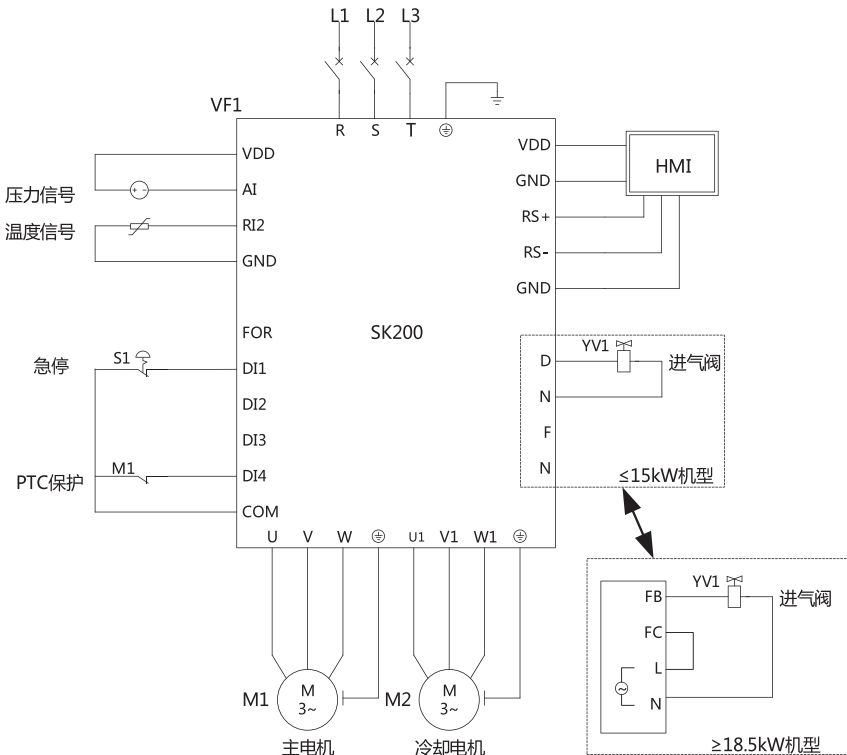 L1 L2 L3
VF1
R S T
VDD
AI
RI2
GND
压力信号
温度信号
FOR
DI1
DI2
DI3
DI4
COM
急停
S1
PTC保护
M1
SK200
VDD
GND
RS+
RS-
GND
HMI
D
N
F
N
YV1
进气阀
≤15kW机型
U V W U1 V1 W1
M1
M
3~
主电机
M2
M
3~
冷却电机
FB
FC
L
N
~
YV1
进气阀
≥18.5kW机型